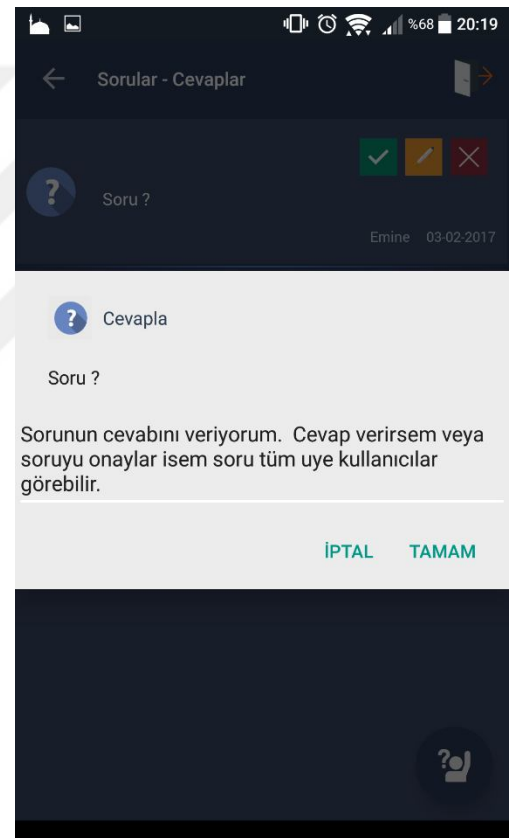 %68 20:19
Sorular - Cevaplar
Soru ?
Emine 03-02-2017
Cevapla
Soru ?
Sorunun cevabını veriyorum. Cevap verirsem veya
soruyu onaylar isem soru tüm uye kullanıcılar
görebilir.
İPTAL TAMAM